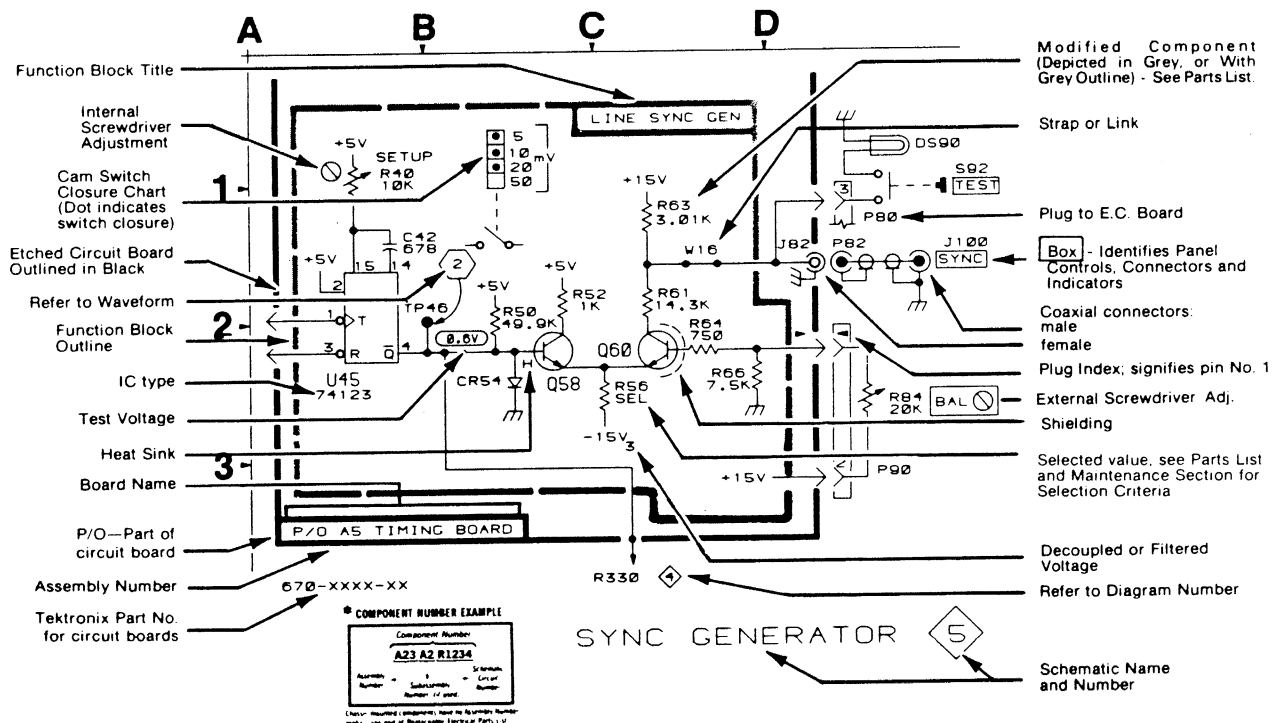 A
B
C
D
1
2
3
Function Block Title
Internal
Screwdriver
Adjustment
Cam Switch
Closure Chart
(Dot indicates
switch closure)
Etched Circuit Board
Outlined in Black
Refer to Waveform
Function Block
Outline
IC type
Test Voltage
Heat Sink
Board Name
P/O—Part of
circuit board
Assembly Number
Tektronix Part No.
for circuit boards
LINE SYNC GEN
+5V
SETUP
R40
10K
5
10
20
50
mV
C42
678
15
14
+5V
2
1
T
3
R
Q̅
4
U45
74123
2
TP46
0.6V
+5V
R50
49.9K
CR54
H
+5V
R52
1K
Q58
Q60
+15V
R63
3.01K
W16
R61
14.3K
R64
750
R66
7.5K
R56
SEL
-15V3
+15V
DS90
S92
TEST
3
P80
J82
P82
J100
SYNC
R84
20K
BAL
P90
P/O A5 TIMING BOARD
670-XXXX-XX
R330
4
SYNC GENERATOR
5
* COMPONENT NUMBER EXAMPLE
Component Number
A23 A2 R1234
Assembly
Number
Subassembly
Number (if used)
Schematic
Circuit
Number
Modified Component
(Depicted in Grey, or With
Grey Outline) - See Parts List.
Strap or Link
Plug to E.C. Board
Box - Identifies Panel
Controls, Connectors and
Indicators
Coaxial connectors:
male
female
Plug Index; signifies pin No. 1
External Screwdriver Adj.
Shielding
Selected value, see Parts List
and Maintenance Section for
Selection Criteria
Decoupled or Filtered
Voltage
Refer to Diagram Number
Schematic Name
and Number